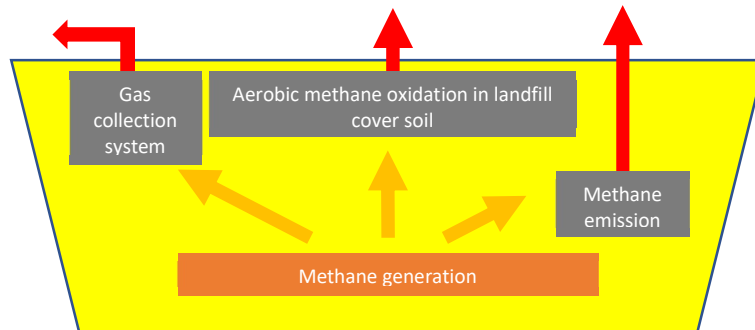 Gas
collection
system
Aerobic methane oxidation in landfill
cover soil
Methane
emission
Methane generation